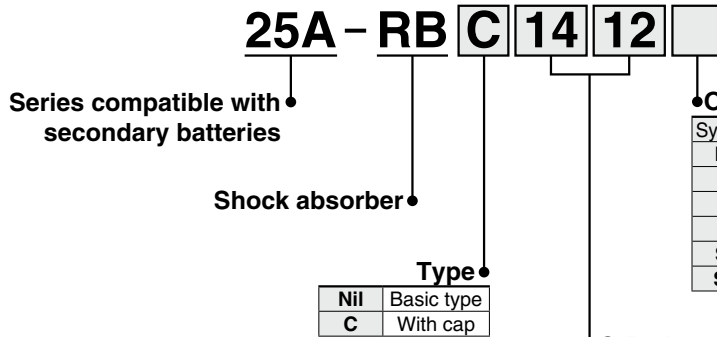 25A-RB C 14 12
Series compatible with
secondary batteries
Shock absorber
Type
Nil Basic type
C With cap